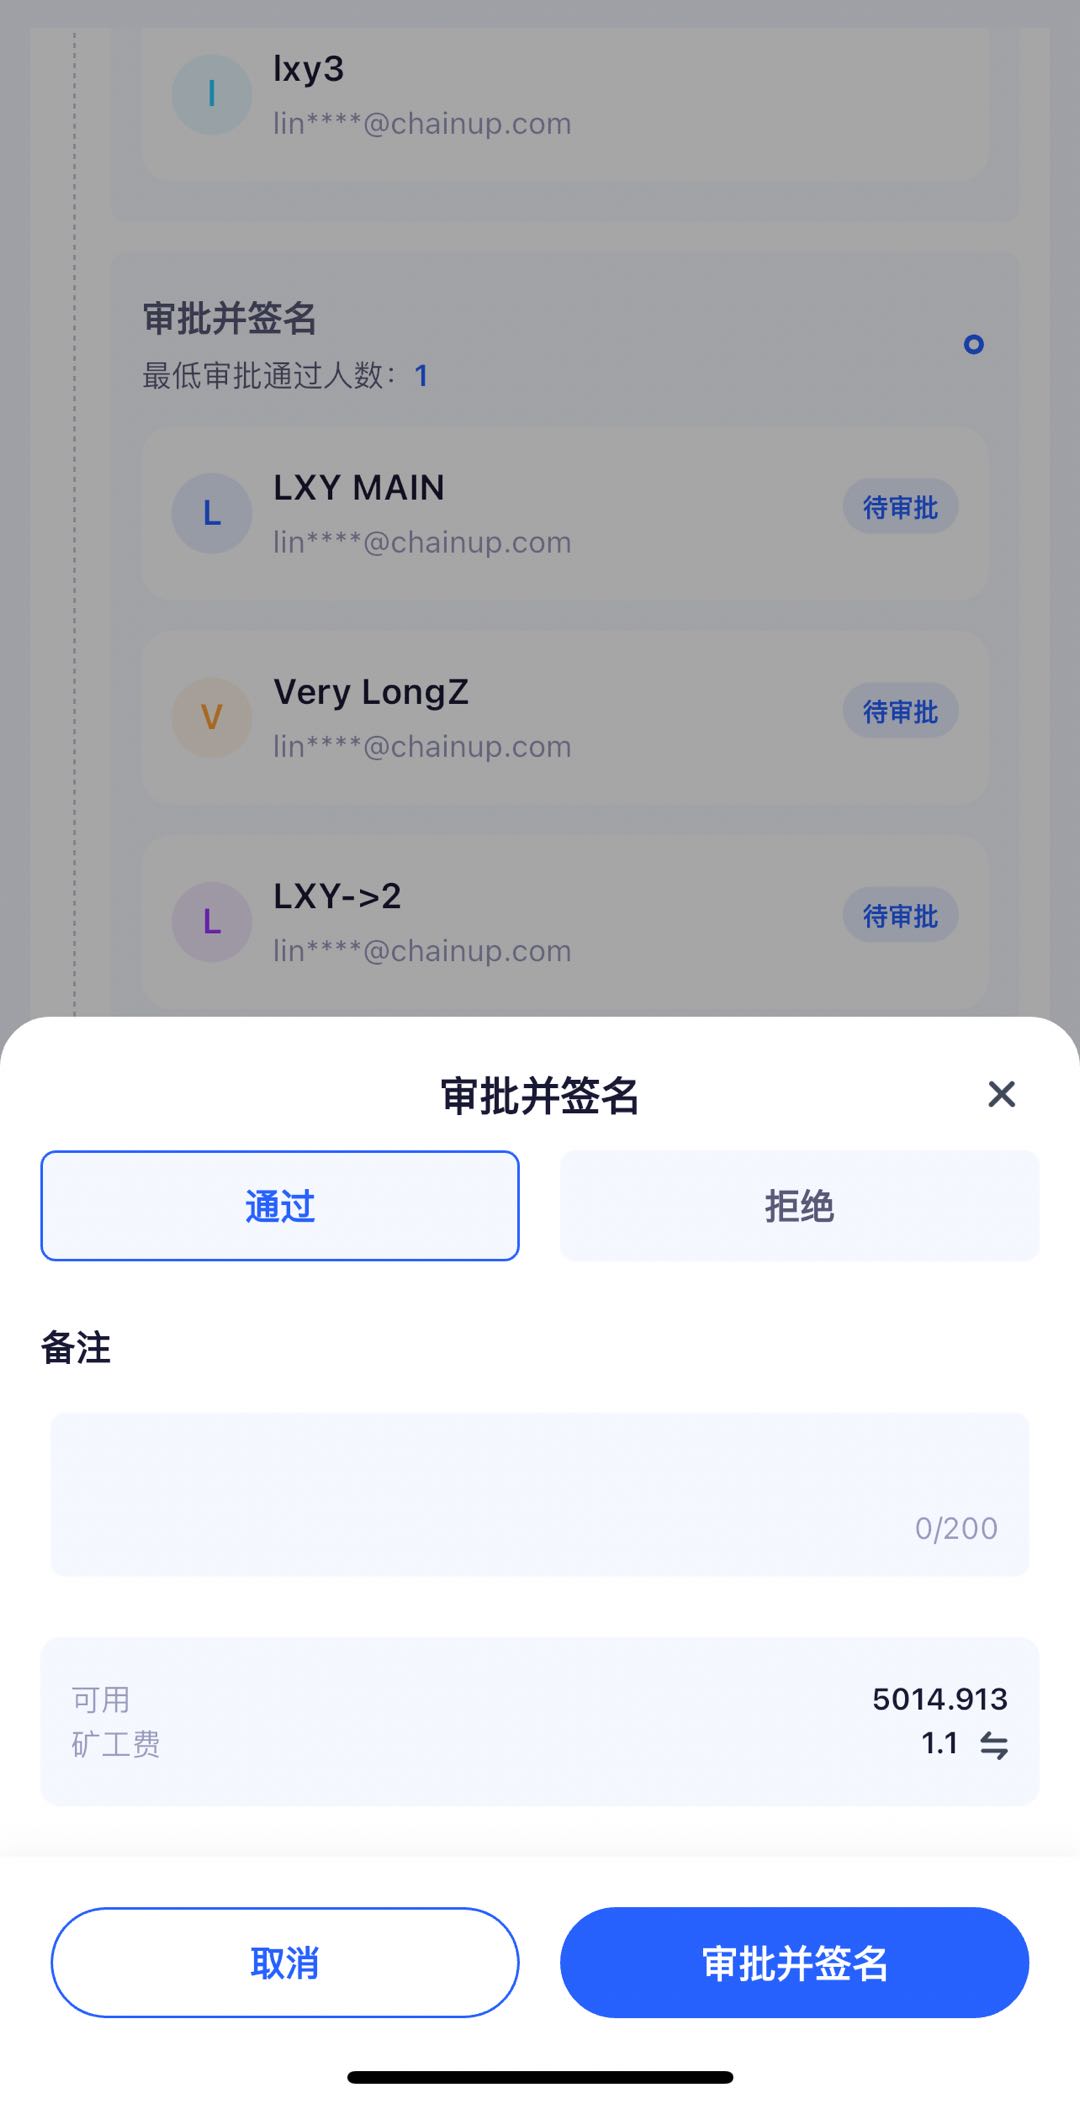 l
lxy3
lin****@chainup.com
审批并签名
最低审批通过人数：1
L
LXY MAIN
lin****@chainup.com
待审批
V
Very LongZ
lin****@chainup.com
待审批
L
LXY->2
lin****@chainup.com
待审批
审批并签名
通过
拒绝
备注
0/200
可用
5014.913
矿工费
1.1
取消
审批并签名